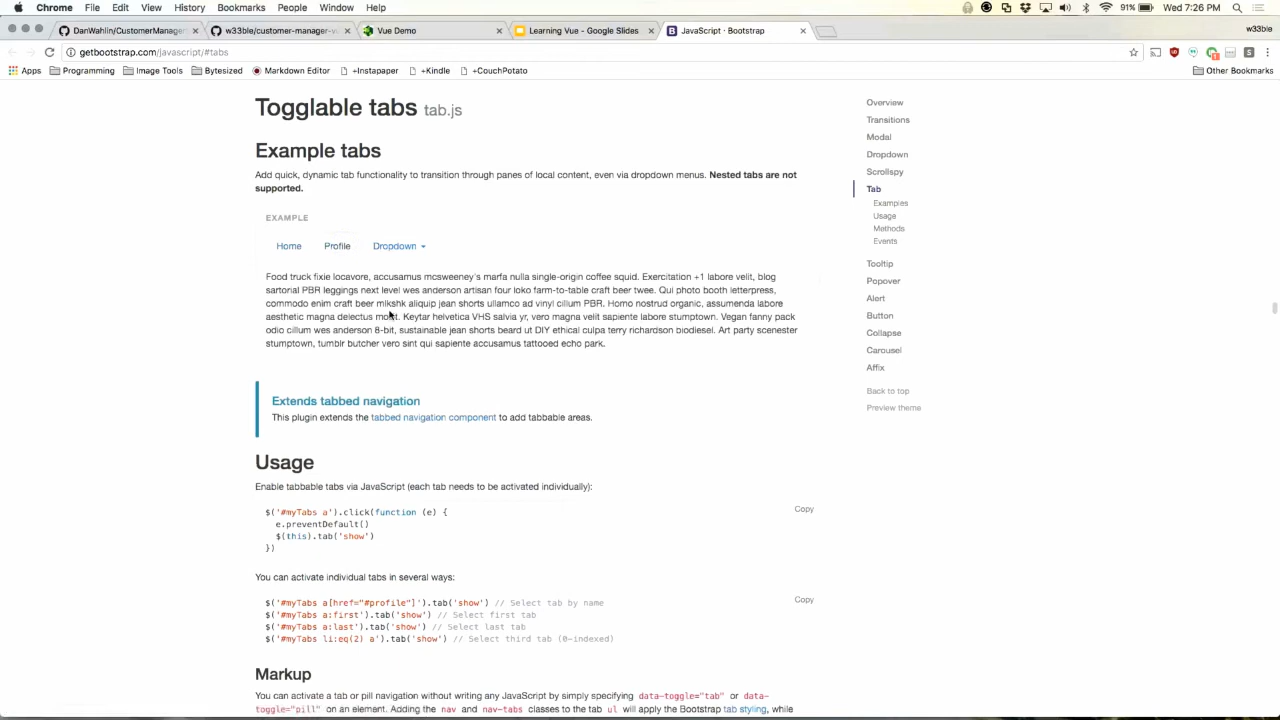 Chrome File Edit View History Bookmarks People Window Help 91% Wed 7:26 PM
DanWahlin/CustomerManager w33ble/customer-manager-v Vue Demo Learning Vue - Google Slides JavaScript · Bootstrap w33ble
getbootstrap.com/javascript/#tabs
Apps Programming Image Tools Bytesized Markdown Editor +Instapaper +Kindle +CouchPotato Other Bookmarks
Togglable tabs tab.js
Example tabs
Add quick, dynamic tab functionality to transition through panes of local content, even via dropdown menus. Nested tabs are not
supported.
EXAMPLE
Home Profile Dropdown
Food truck fixie locavore, accusamus mcsweeney's marfa nulla single-origin coffee squid. Exercitation +1 labore velit, blog
sartorial PBR leggings next level wes anderson artisan four loko farm-to-table craft beer twee. Qui photo booth letterpress,
commodo enim craft beer mlkshk aliquip jean shorts ullamco ad vinyl cillum PBR. Homo nostrud organic, assumenda labore
aesthetic magna delectus mollit. Keytar helvetica VHS salvia yr, vero magna velit sapiente labore stumptown. Vegan fanny pack
odio cillum wes anderson 8-bit, sustainable jean shorts beard ut DIY ethical culpa terry richardson biodiesel. Art party scenester
stumptown, tumblr butcher vero sint qui sapiente accusamus tattooed echo park.
Extends tabbed navigation
This plugin extends the tabbed navigation component to add tabbable areas.
Usage
Enable tabbable tabs via JavaScript (each tab needs to be activated individually):
Copy
$('#myTabs a').click(function (e) {
e.preventDefault()
$(this).tab('show')
})
You can activate individual tabs in several ways:
Copy
$('#myTabs a[href="#profile"]').tab('show') // Select tab by name
$('#myTabs a:first').tab('show') // Select first tab
$('#myTabs a:last').tab('show') // Select last tab
$('#myTabs li:eq(2) a').tab('show') // Select third tab (0-indexed)
Markup
You can activate a tab or pill navigation without writing any JavaScript by simply specifying data-toggle="tab" or data-
toggle="pill" on an element. Adding the nav and nav-tabs classes to the tab ul will apply the Bootstrap tab styling, while
Overview
Transitions
Modal
Dropdown
Scrollspy
Tab
Examples
Usage
Methods
Events
Tooltip
Popover
Alert
Button
Collapse
Carousel
Affix
Back to top
Preview theme